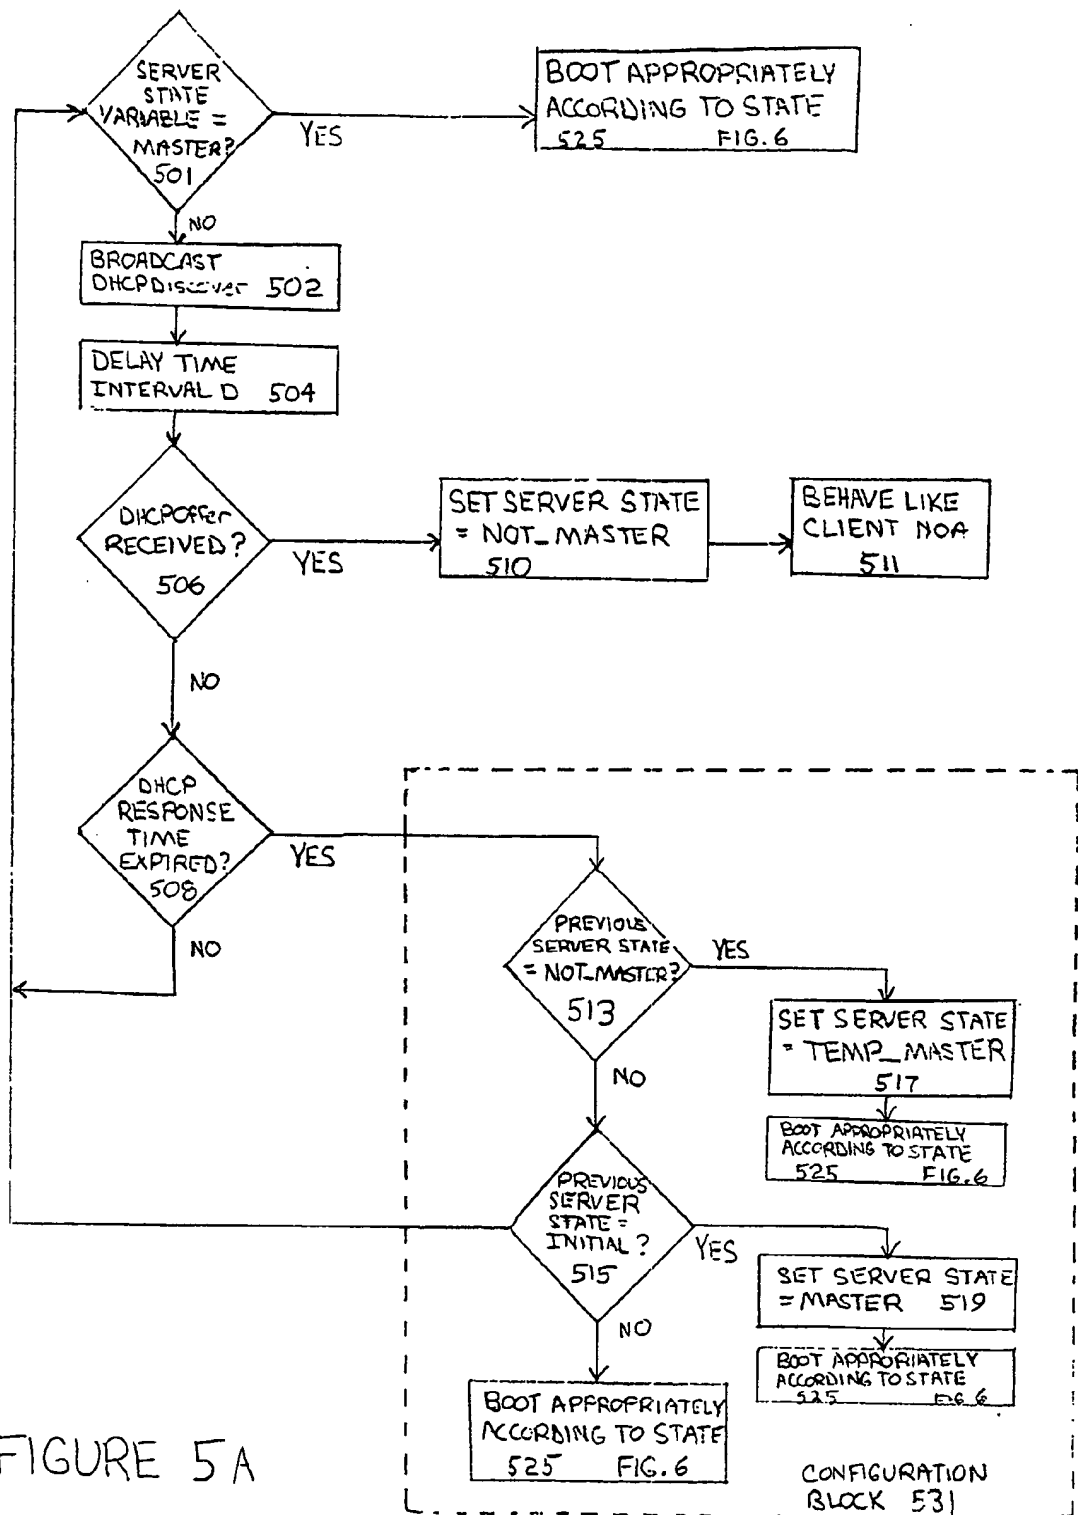 SERVER
STATE
VARIABLE =
MASTER?
501
YES
BOOT APPROPRIATELY
ACCORDING TO STATE
525 FIG.6
NO
BROADCAST
DHCPDiscover 502
DELAY TIME
INTERVAL D 504
DHCPOffer
RECEIVED?
506
YES
SET SERVER STATE
= NOT_MASTER
510
BEHAVE LIKE
CLIENT NOA
511
NO
DHCP
RESPONSE
TIME
EXPIRED?
508
YES
NO
PREVIOUS
SERVER STATE
= NOT_MASTER?
513
YES
SET SERVER STATE
= TEMP_MASTER
517
BOOT APPROPRIATELY
ACCORDING TO STATE
525 FIG.6
NO
PREVIOUS
SERVER
STATE =
INITIAL?
515
YES
SET SERVER STATE
=MASTER 519
BOOT APPROPRIATELY
ACCORDING TO STATE
525 FIG 6
NO
BOOT APPROPRIATELY
ACCORDING TO STATE
525 FIG.6
CONFIGURATION
BLOCK 531
FIGURE 5A